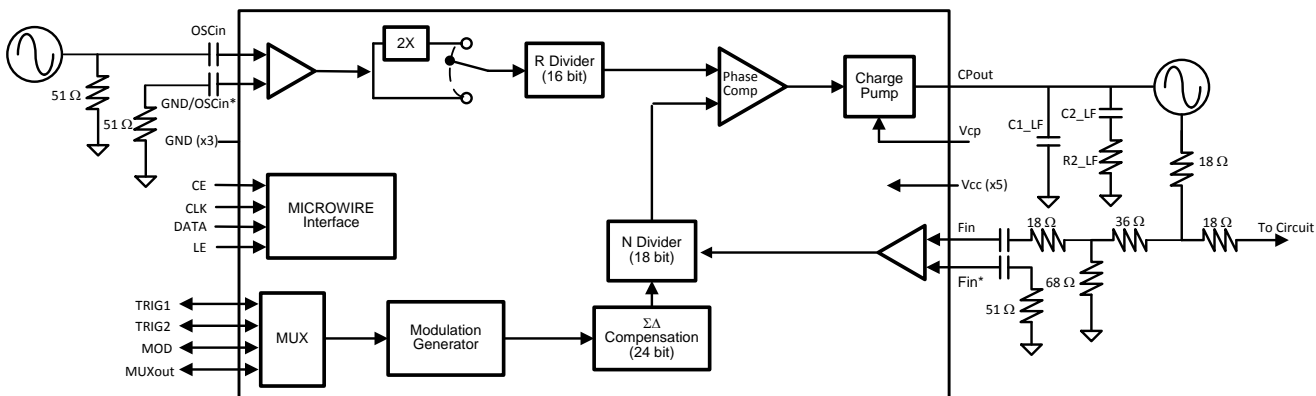 OSCin
51 Ω
GND/OSCin*
51 Ω
GND (x3)
2X
R Divider
(16 bit)
Phase
Comp
Charge
Pump
CPout
Vcp
Vcc (x5)
C1_LF
C2_LF
R2_LF
18 Ω
CE
CLK
DATA
LE
MICROWIRE
Interface
N Divider
(18 bit)
Fin
18 Ω
36 Ω
18 Ω
To Circuit
Fin*
51 Ω
68 Ω
TRIG1
TRIG2
MOD
MUXout
MUX
Modulation
Generator
ΣΔ
Compensation
(24 bit)